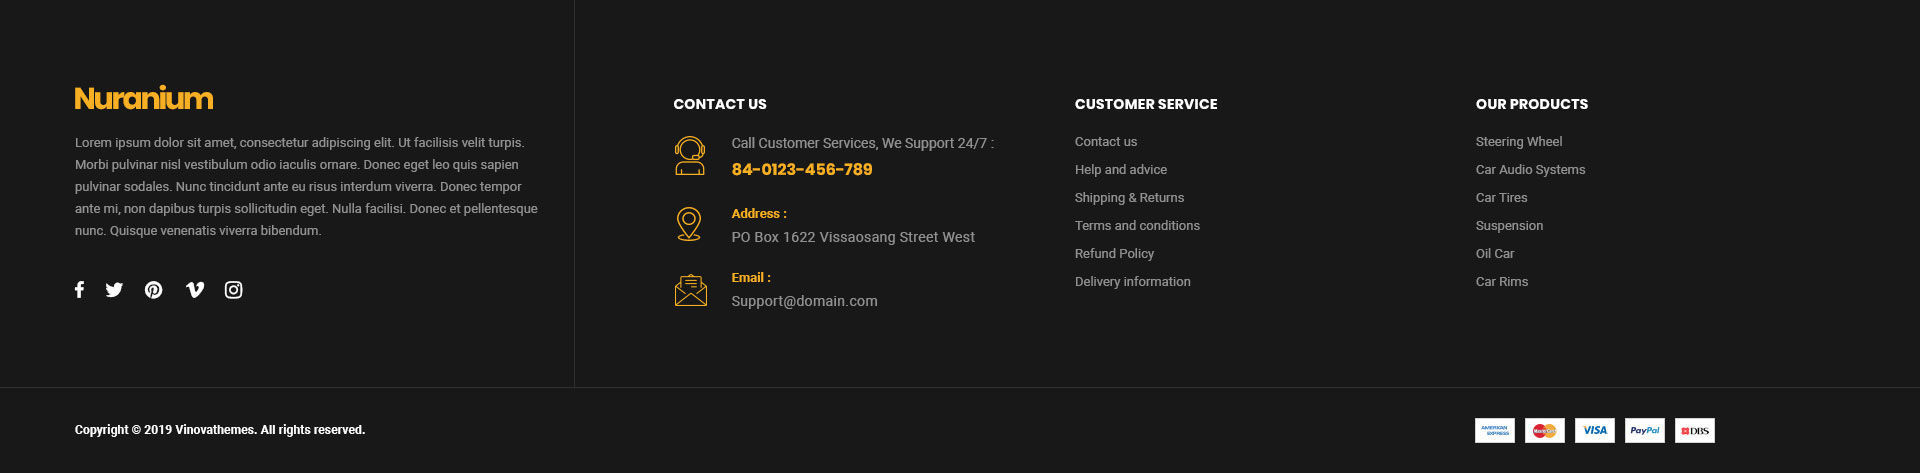 Nuranium
Lorem ipsum dolor sit amet, consectetur adipiscing elit. Ut facilisis velit turpis.
Morbi pulvinar nisl vestibulum odio iaculis ornare. Donec eget leo quis sapien
pulvinar sodales. Nunc tincidunt ante eu risus interdum viverra. Donec tempor
ante mi, non dapibus turpis sollicitudin eget. Nulla facilisi. Donec et pellentesque
nunc. Quisque venenatis viverra bibendum.
CONTACT US
Call Customer Services, We Support 24/7 :
84-0123-456-789
Address :
PO Box 1622 Vissaosang Street West
Email :
Support@domain.com
CUSTOMER SERVICE
Contact us
Help and advice
Shipping & Returns
Terms and conditions
Refund Policy
Delivery information
OUR PRODUCTS
Steering Wheel
Car Audio Systems
Car Tires
Suspension
Oil Car
Car Rims
Copyright © 2019 Vinovathemes. All rights reserved.
AMERICAN
EXPRESS
MasterCard
VISA
PayPal
DBS